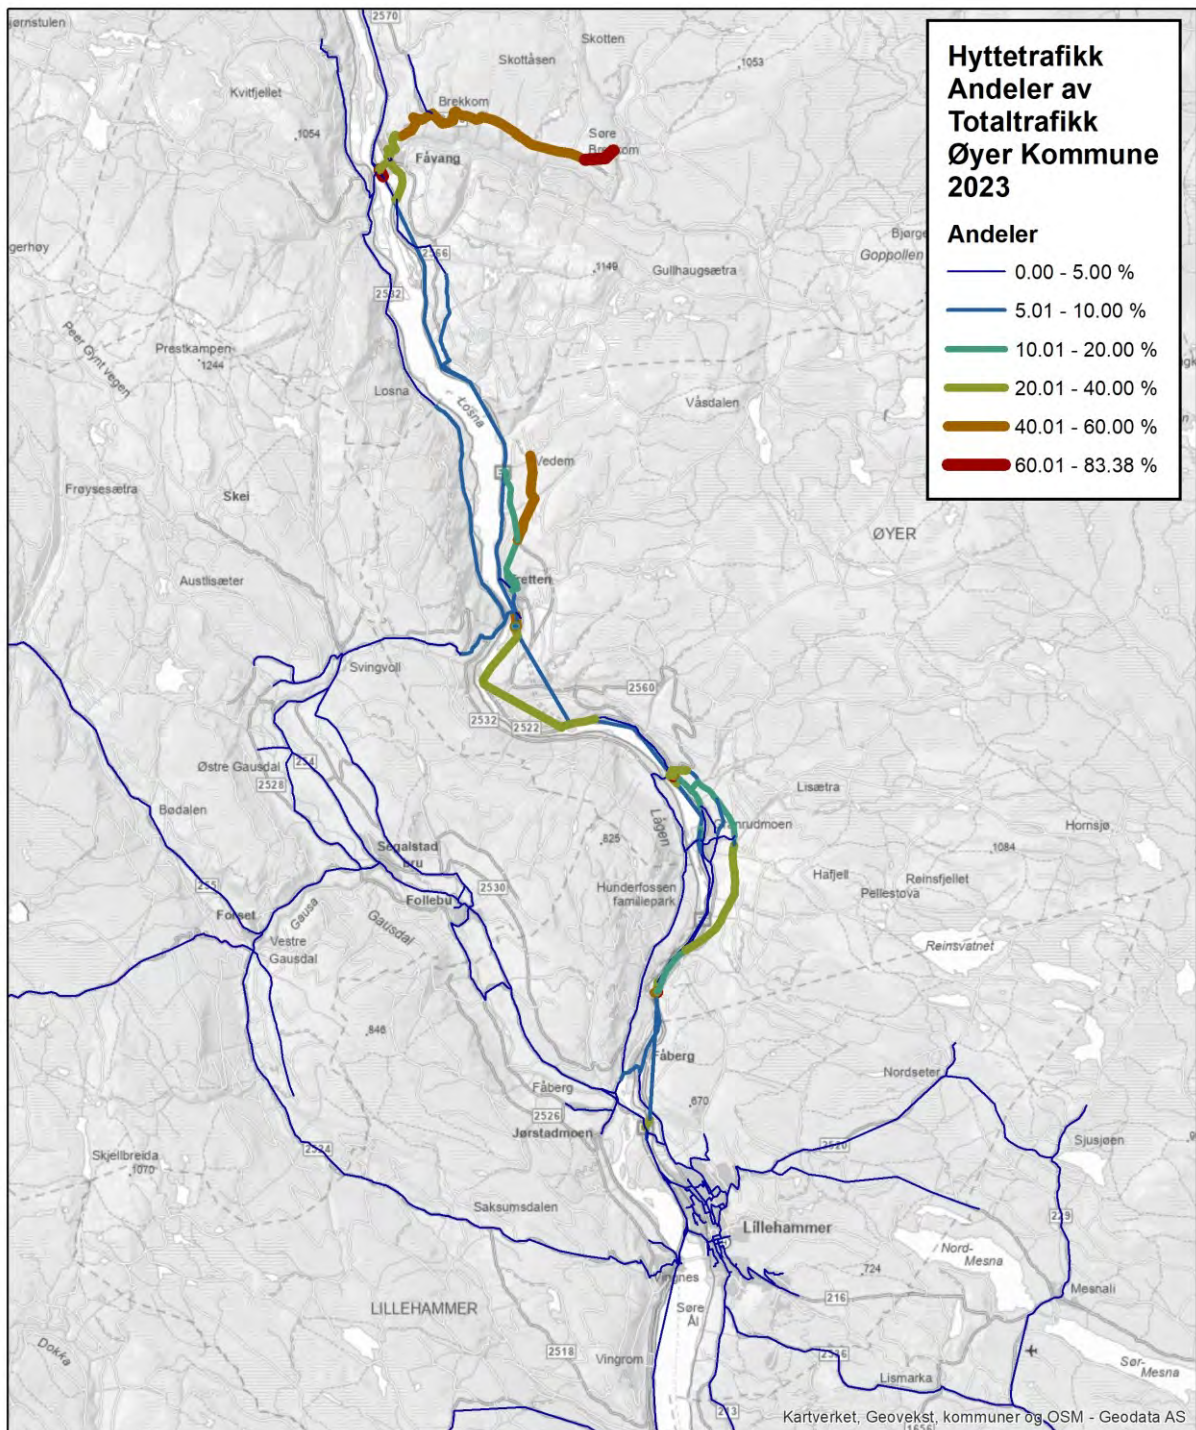 Hyttetrafikk
Andeler av
Totaltrafikk
Øyer Kommune
2023
Andeler
0.00 - 5.00 %
5.01 - 10.00 %
10.01 - 20.00 %
20.01 - 40.00 %
40.01 - 60.00 %
60.01 - 83.38 %
2570
Skotten
Skottåsen
1053
Kvitfjellet
Brekkom
1054
Søre
Fåvang
2566
1149
Gullhaugsætra
Goppollen
Prestkampen
1244
Peer Gynt vegen
Losna
Losna
Våsdalen
Vedem
Frøysesætra
Skei
ØYER
Austlisæter
Svingvoll
2560
2532
2522
Østre Gausdal
254
2528
Bødalen
Lisætra
Lågen
825
Hornsjø
1084
Segalstad
bru
Hafjell
Reinsfjellet
Pellestova
Hunderfossen
familiepark
2530
255
Follebu
Forset
Gausa
Gausdal
Vestre
Gausdal
Reinsvatnet
846
Fåberg
Nordseter
Fåberg
2526
670
Jørstadmoen
2520
Sjusjøen
Skjellbreida
1070
2524
Saksumsdalen
229
Lillehammer
Nord-
Mesna
724
Vingnes
216
Mesnali
LILLEHAMMER
Søre
Ål
Dokka
2518
Vingrom
Lismarka
Sør-
Mesna
213
Kartverket, Geovekst, kommuner og OSM - Geodata AS